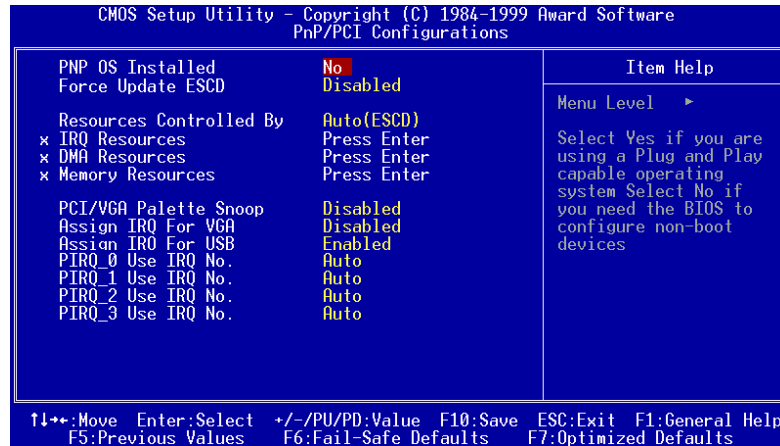 CMOS Setup Utility - Copyright (C) 1984-1999 Award Software
PnP/PCI Configurations
PNP OS Installed No
Force Update ESCD Disabled
Resources Controlled By Auto(ESCD)
x IRQ Resources Press Enter
x DMA Resources Press Enter
x Memory Resources Press Enter
PCI/VGA Palette Snoop Disabled
Assign IRQ For VGA Disabled
Assign IRQ For USB Enabled
PIRQ_0 Use IRQ No. Auto
PIRQ_1 Use IRQ No. Auto
PIRQ_2 Use IRQ No. Auto
PIRQ_3 Use IRQ No. Auto
Item Help
Menu Level ►
Select Yes if you are
using a Plug and Play
capable operating
system Select No if
you need the BIOS to
configure non-boot
devices
↑↓→←:Move Enter:Select +/-/PU/PD:Value F10:Save ESC:Exit F1:General Help
F5:Previous Values F6:Fail-Safe Defaults F7:Optimized Defaults